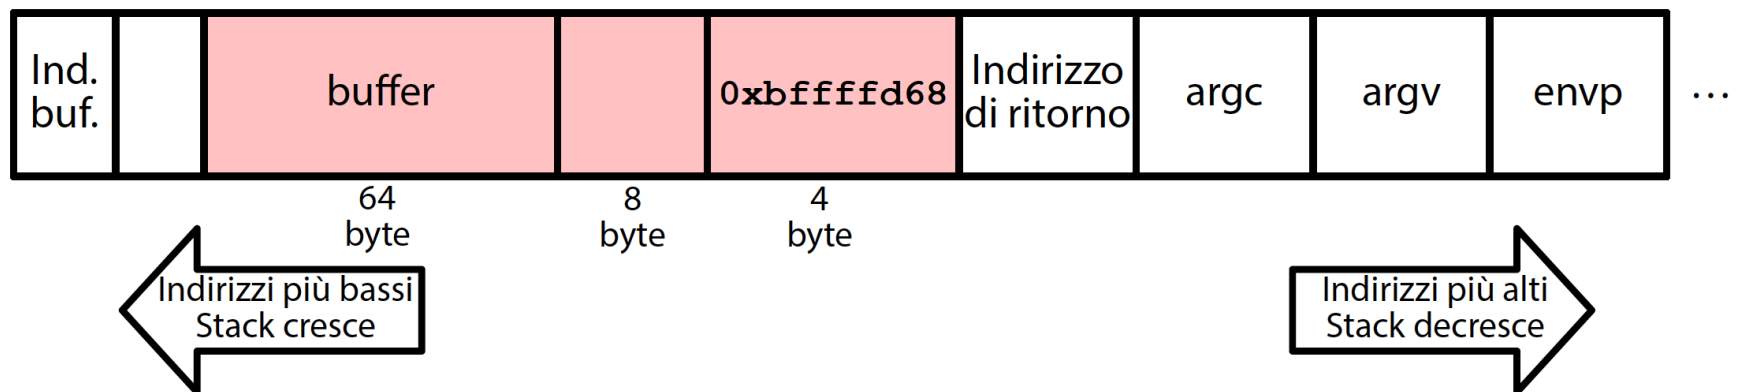 Ind.
buf.
buffer
0xbffffd68
Indirizzo
di ritorno
argc
argv
envp
...
64
byte
8
byte
4
byte
Indirizzi più bassi
Stack cresce
Indirizzi più alti
Stack decresce